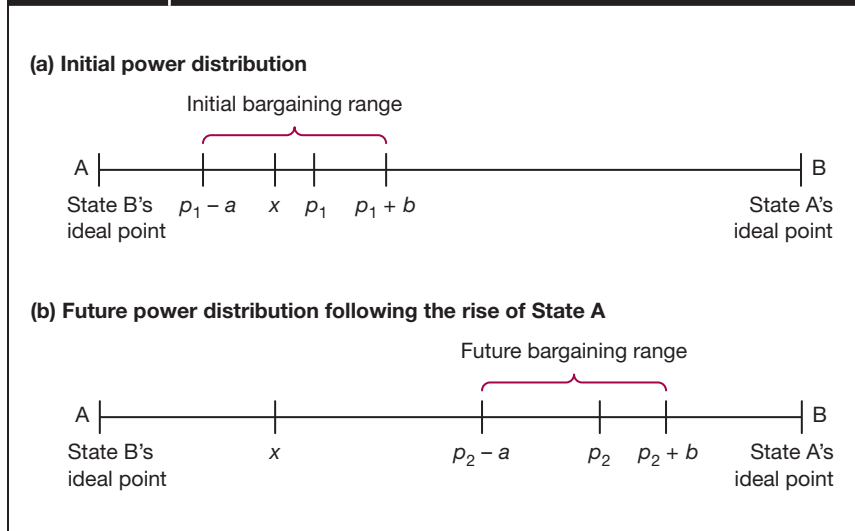 (a) Initial power distribution
Initial bargaining range
A B
State B's p₁ – a x p₁ p₁ + b State A's
ideal point ideal point
(b) Future power distribution following the rise of State A
Future bargaining range
A B
State B's x p₂ – a p₂ p₂ + b State A's
ideal point ideal point